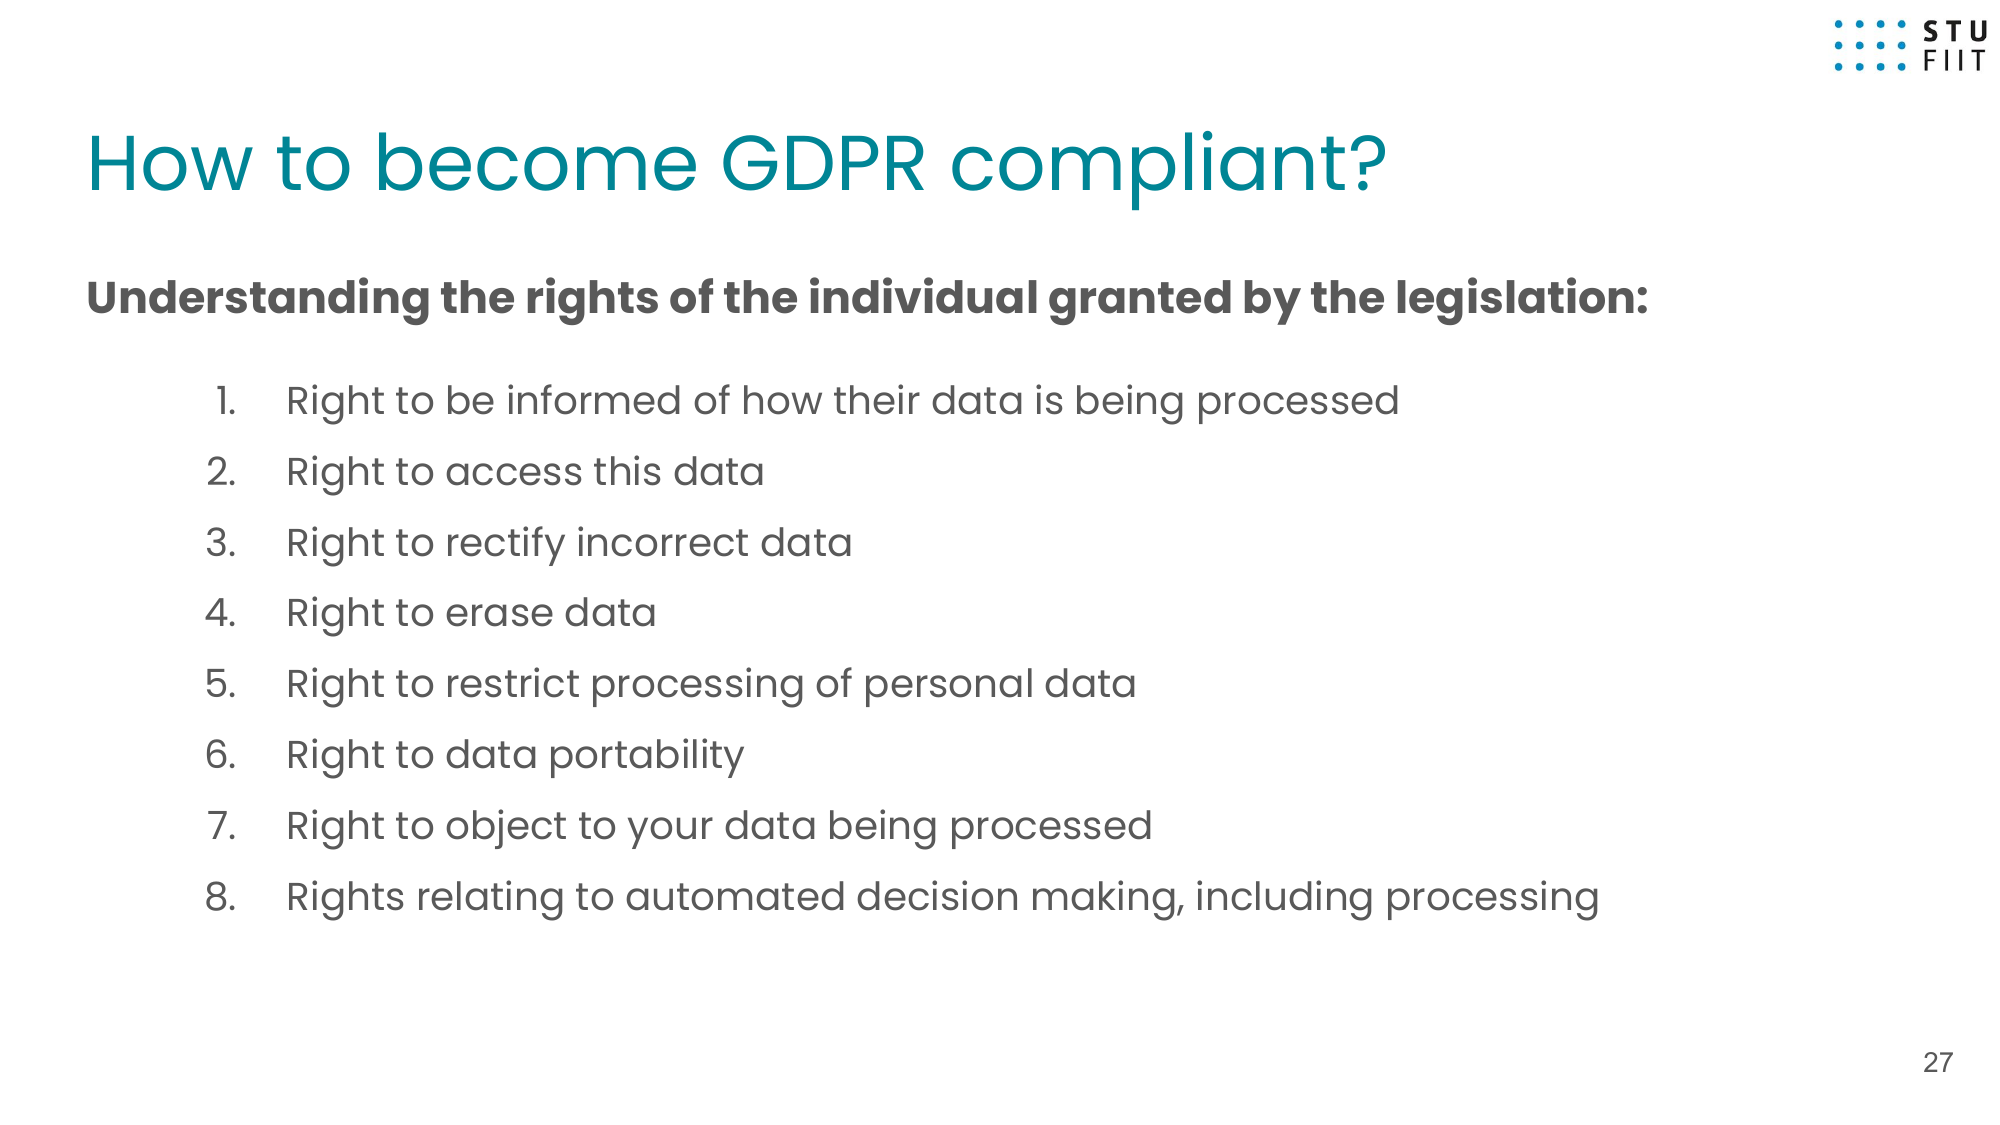 STU
FIIT
How to become GDPR compliant?
Understanding the rights of the individual granted by the legislation:
1. Right to be informed of how their data is being processed
2. Right to access this data
3. Right to rectify incorrect data
4. Right to erase data
5. Right to restrict processing of personal data
6. Right to data portability
7. Right to object to your data being processed
8. Rights relating to automated decision making, including processing
27